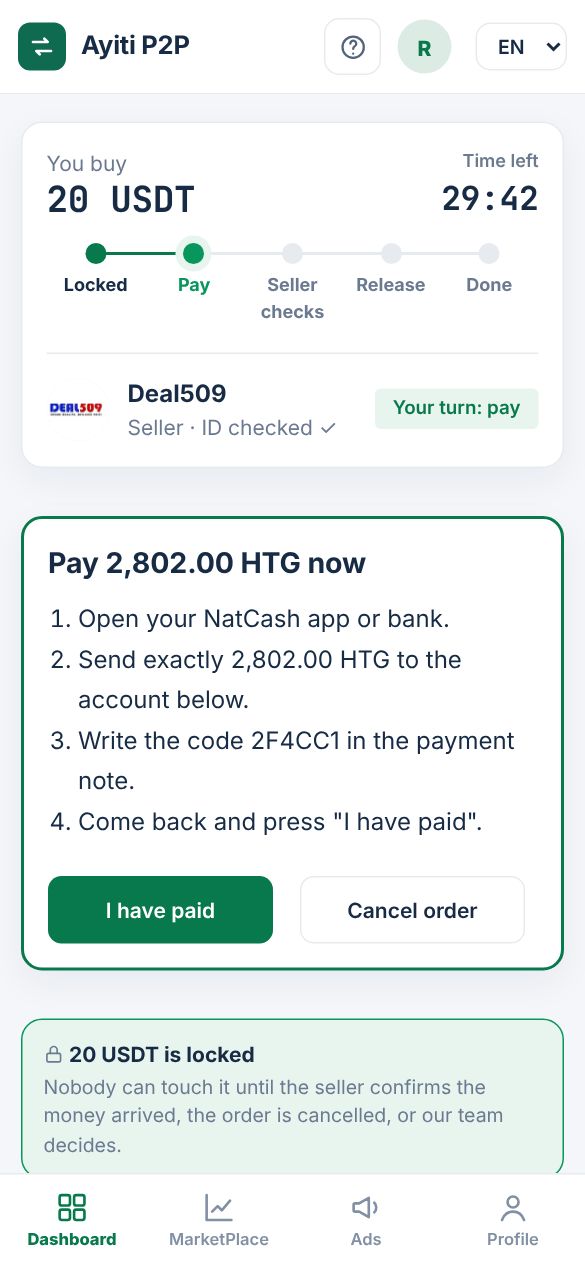 Ayiti P2P
R
EN
You buy
Time left
20 USDT
29:42
Locked
Pay
Seller
checks
Release
Done
DEAL509
Deal509
Seller · ID checked ✓
Your turn: pay
Pay 2,802.00 HTG now
1. Open your NatCash app or bank.
2. Send exactly 2,802.00 HTG to the
account below.
3. Write the code 2F4CC1 in the payment
note.
4. Come back and press "I have paid".
I have paid
Cancel order
20 USDT is locked
Nobody can touch it until the seller confirms the
money arrived, the order is cancelled, or our team
decides.
Dashboard
MarketPlace
Ads
Profile